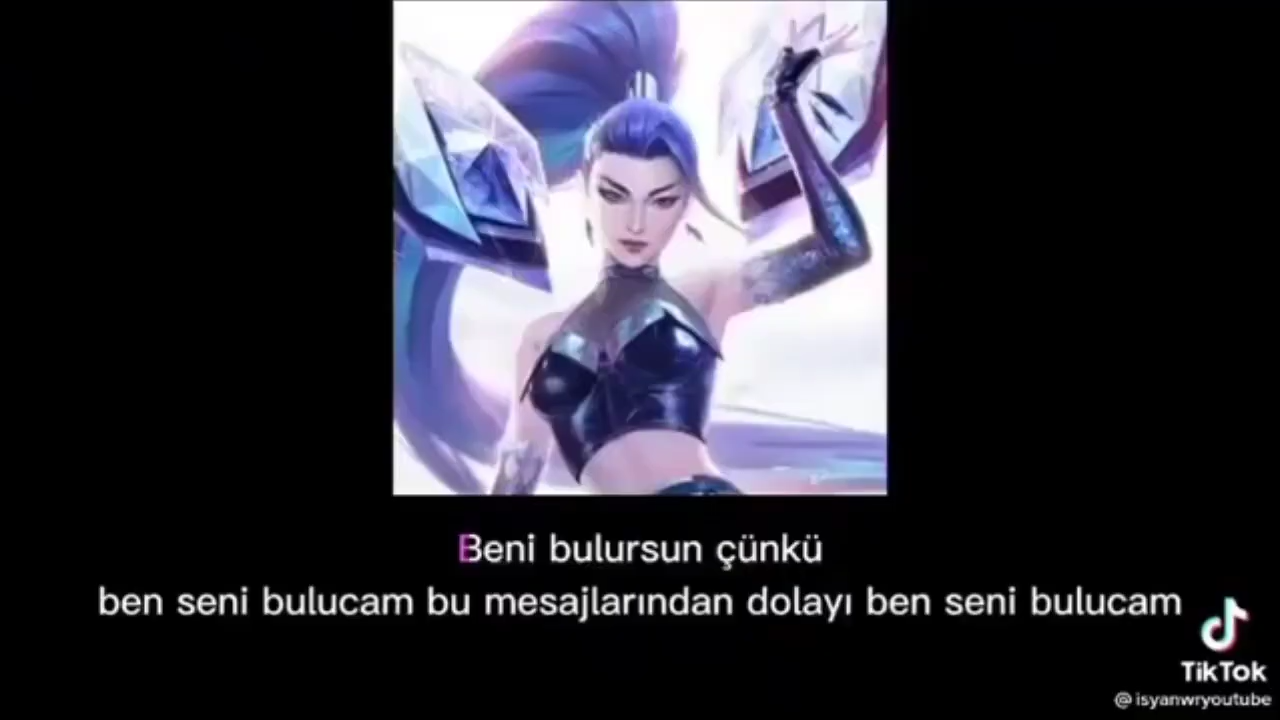 Beni bulursun çünkü
ben seni bulucam bu mesajlarından dolayı ben seni bulucam
TikTok
@isyanwryoutube